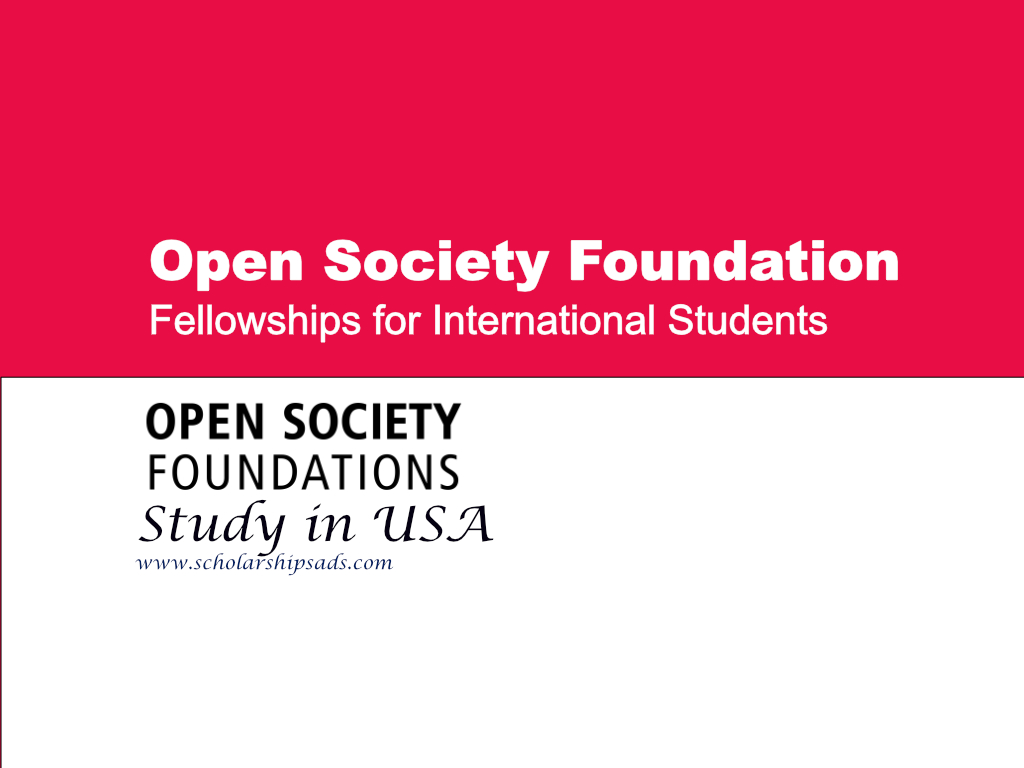 Open Society Foundation
Fellowships for International Students
OPEN SOCIETY
FOUNDATIONS
Study in USA
www.scholarshipsads.com